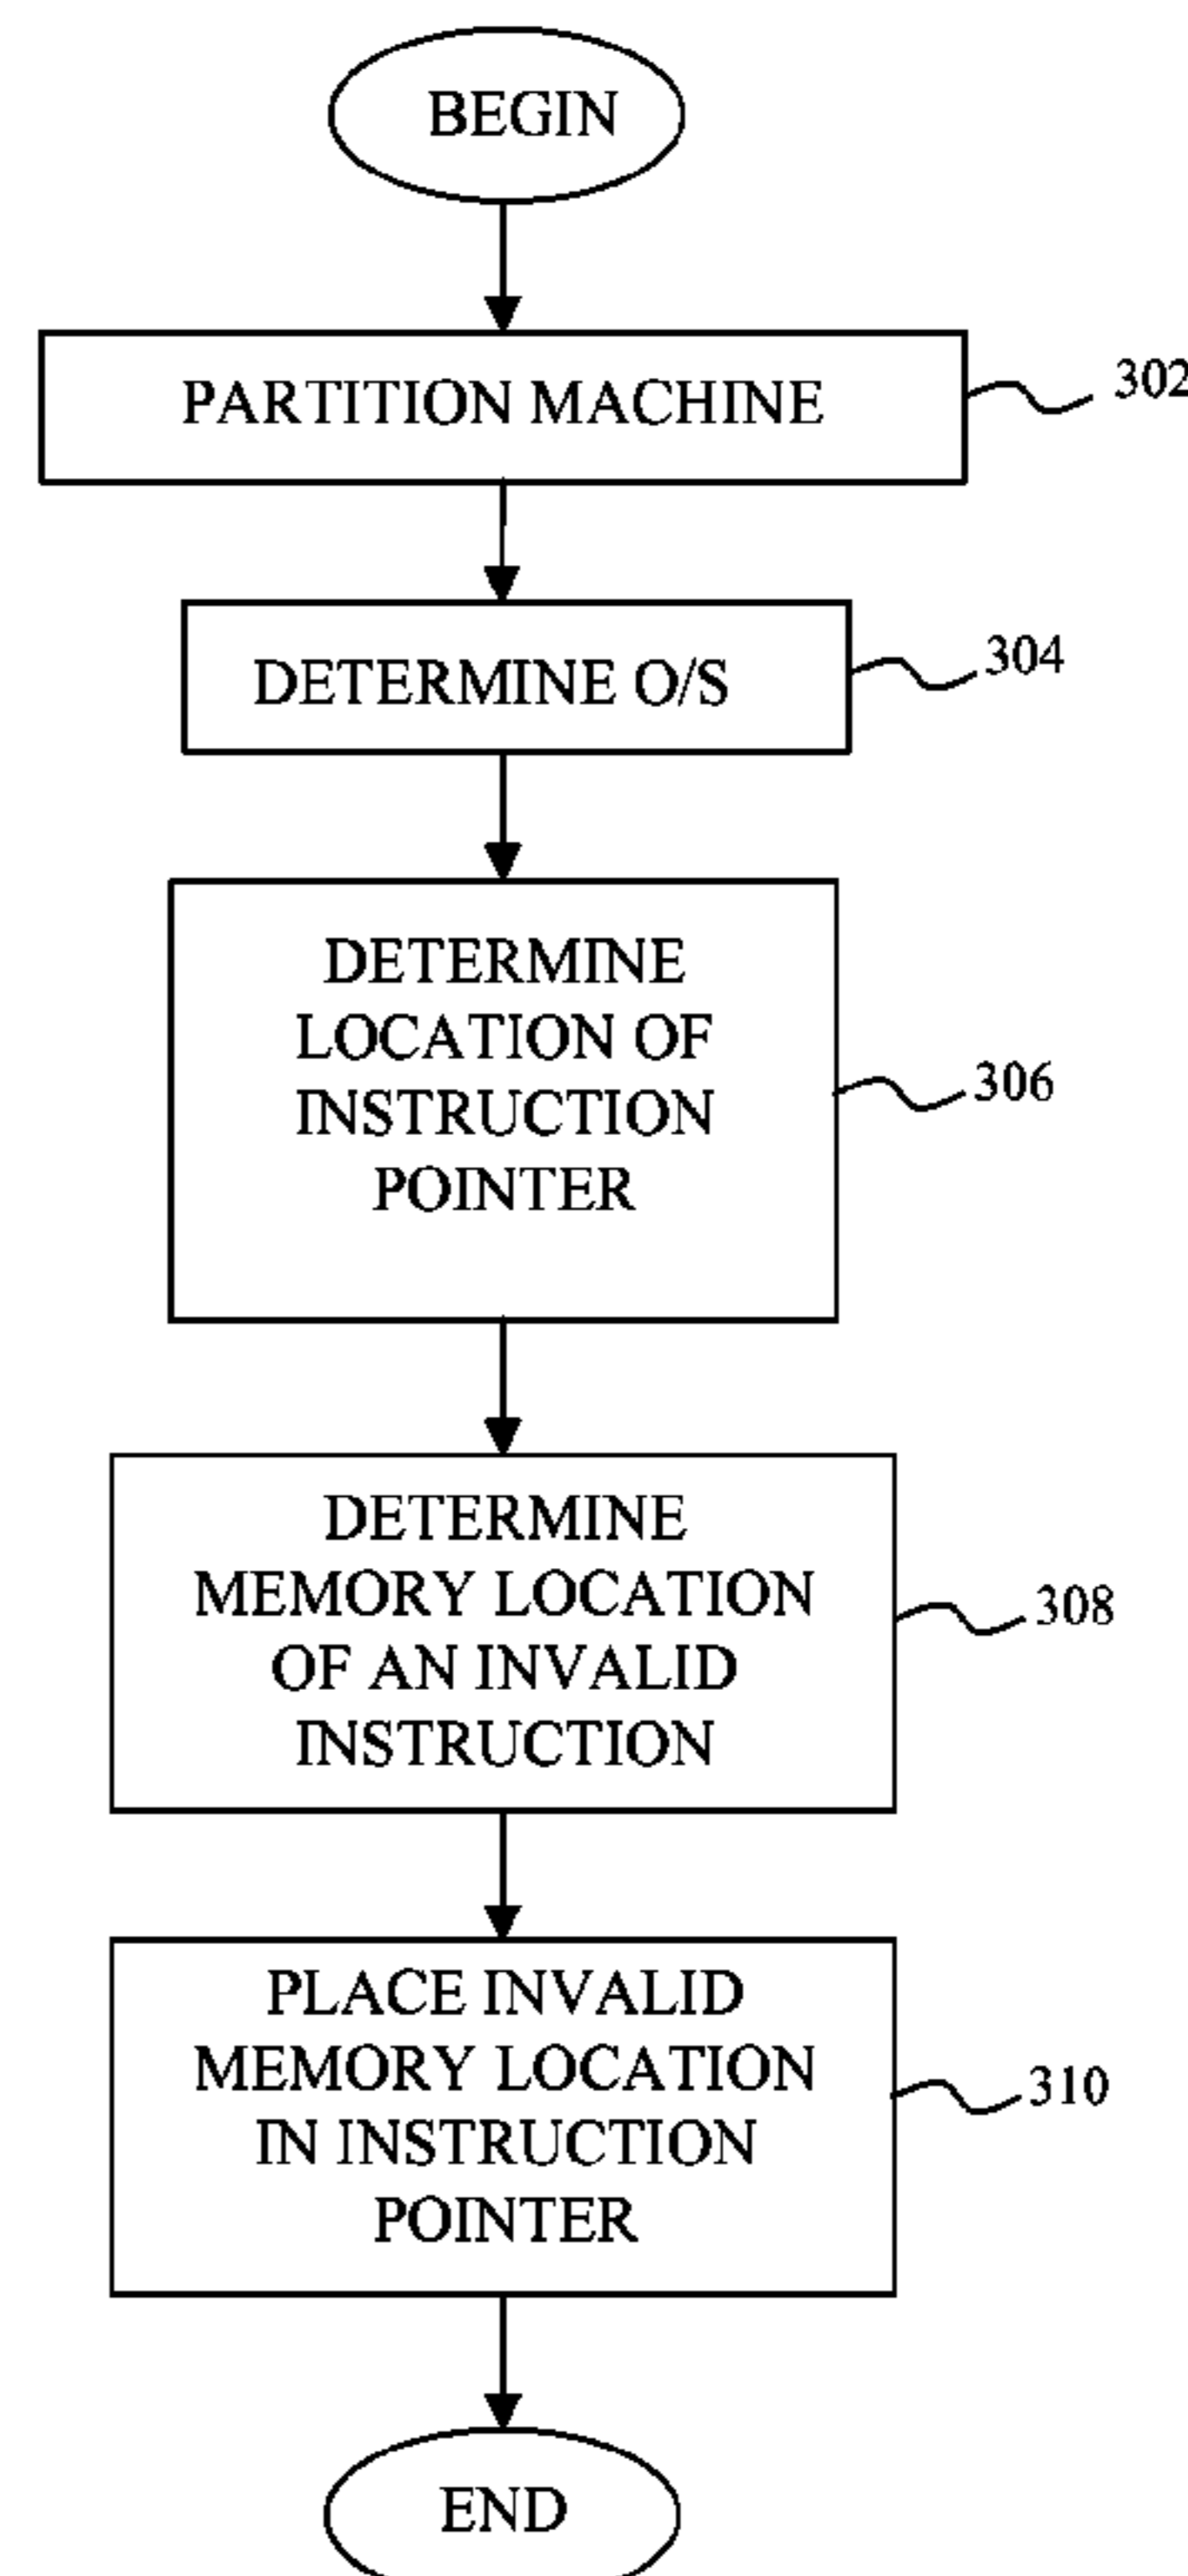 BEGIN
PARTITION MACHINE
302
DETERMINE O/S
304
DETERMINE
LOCATION OF
INSTRUCTION
POINTER
306
DETERMINE
MEMORY LOCATION
OF AN INVALID
INSTRUCTION
308
PLACE INVALID
MEMORY LOCATION
IN INSTRUCTION
POINTER
310
END